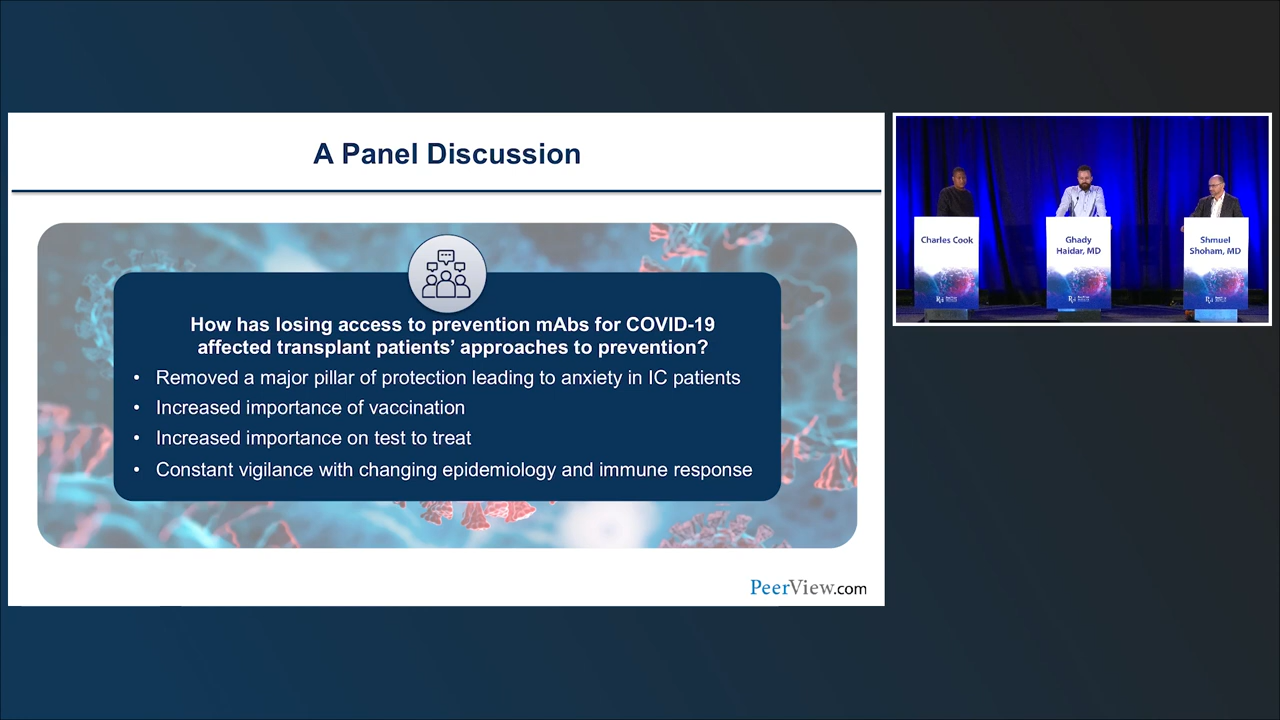 A Panel Discussion
How has losing access to prevention mAbs for COVID-19
affected transplant patients’ approaches to prevention?
• Removed a major pillar of protection leading to anxiety in IC patients
• Increased importance of vaccination
• Increased importance on test to treat
• Constant vigilance with changing epidemiology and immune response
PeerView.com
Charles Cook
Ghady
Haidar, MD
Shmuel
Shoham, MD